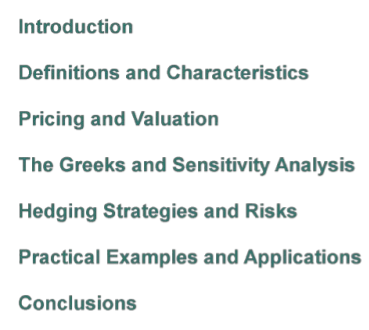 Introduction
Definitions and Characteristics
Pricing and Valuation
The Greeks and Sensitivity Analysis
Hedging Strategies and Risks
Practical Examples and Applications
Conclusions